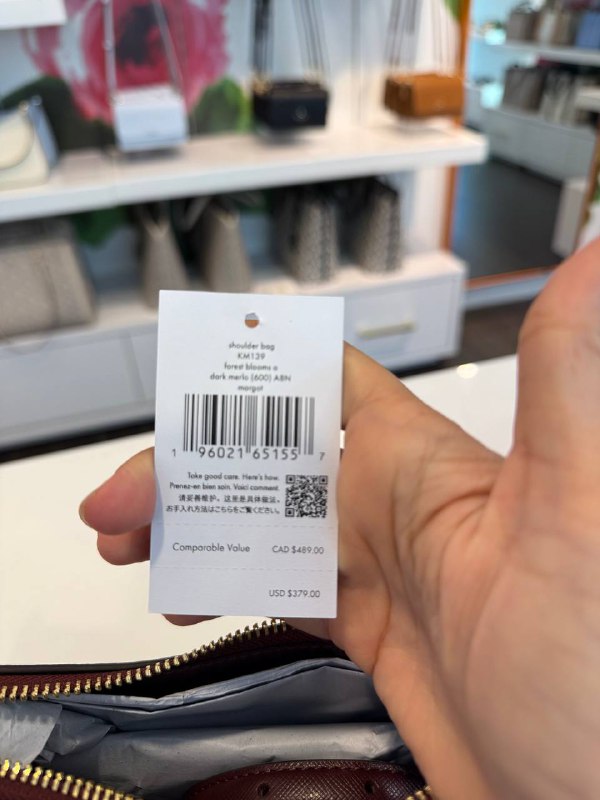 shoulder bag
KM139
forest blooms o
dark merlo (600) ABN
margot
1 96021 65155 7
Take good care. Here's how.
Prenez-en bien soin. Voici comment.
请妥善维护。这里是具体做法。
お手入れ方法はこちらをご覧ください。
Comparable Value CAD $489.00
USD $379.00